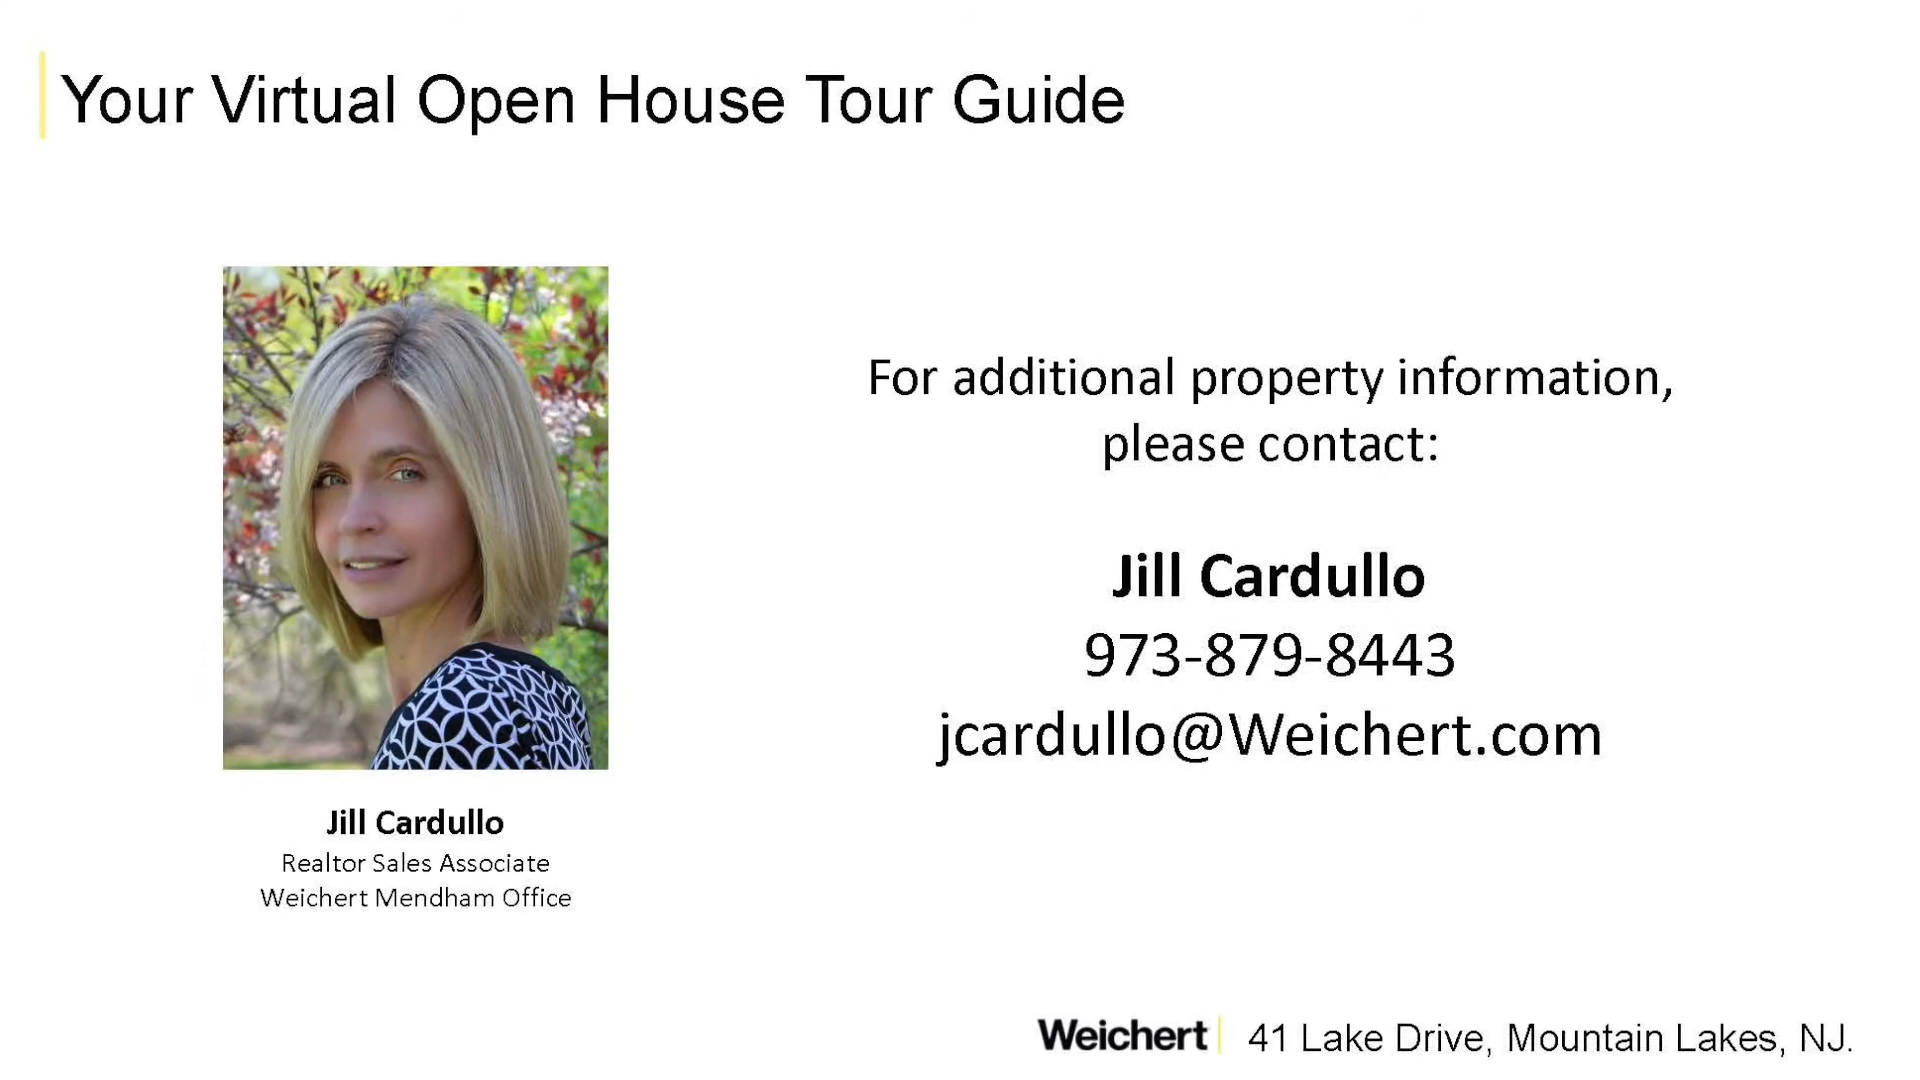 Your Virtual Open House Tour Guide
For additional property information,
please contact:
Jill Cardullo
973-879-8443
jcardullo@Weichert.com
Jill Cardullo
Realtor Sales Associate
Weichert Mendham Office
Weichert 41 Lake Drive, Mountain Lakes, NJ.